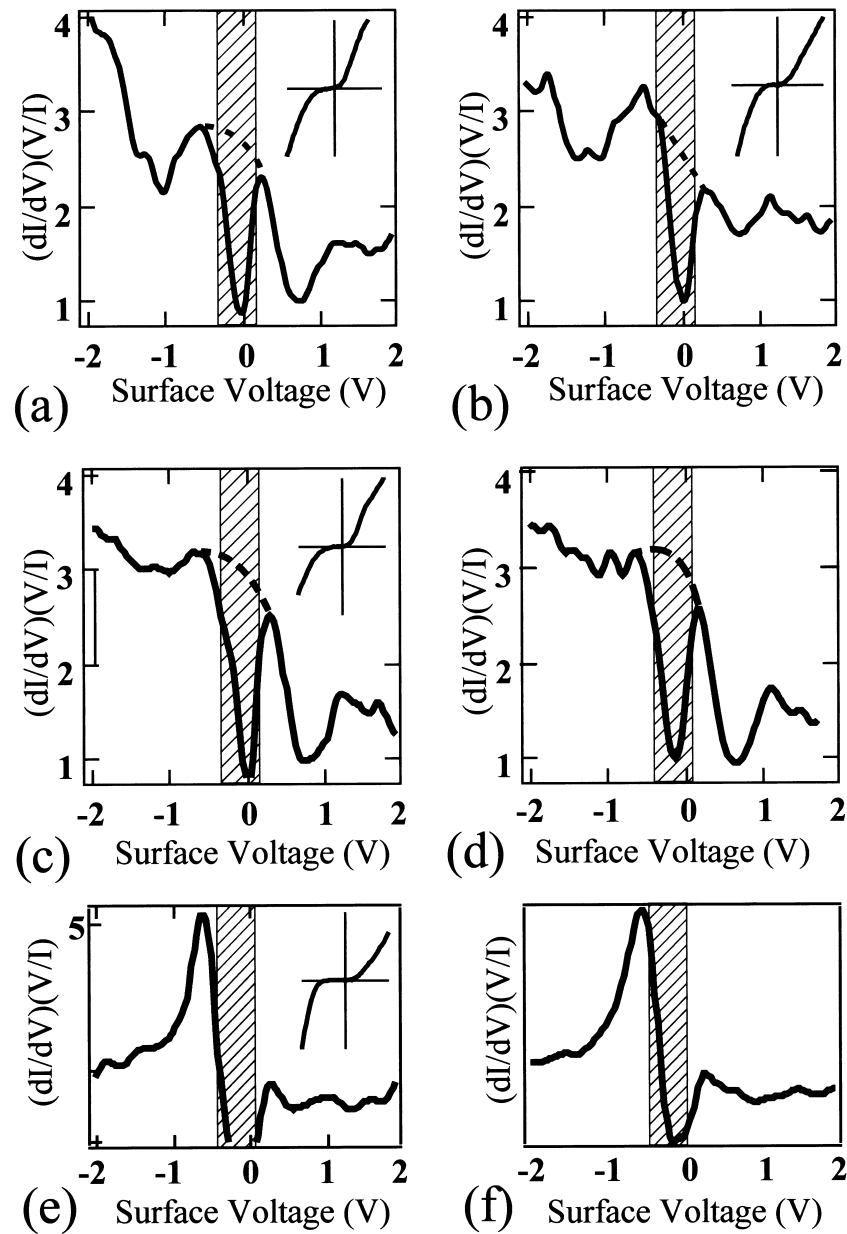 4
3
2
1
(dI/dV)(V/I)
-2 -1 0 1 2
Surface Voltage (V)
(a)
4
3
2
1
(dI/dV)(V/I)
-2 -1 0 1 2
Surface Voltage (V)
(b)
4
3
2
1
(dI/dV)(V/I)
-2 -1 0 1 2
Surface Voltage (V)
(c)
4
3
2
1
(dI/dV)(V/I)
-2 -1 0 1 2
Surface Voltage (V)
(d)
5
(dI/dV)(V/I)
-2 -1 0 1 2
Surface Voltage (V)
(e)
(dI/dV)(V/I)
-2 -1 0 1 2
Surface Voltage (V)
(f)